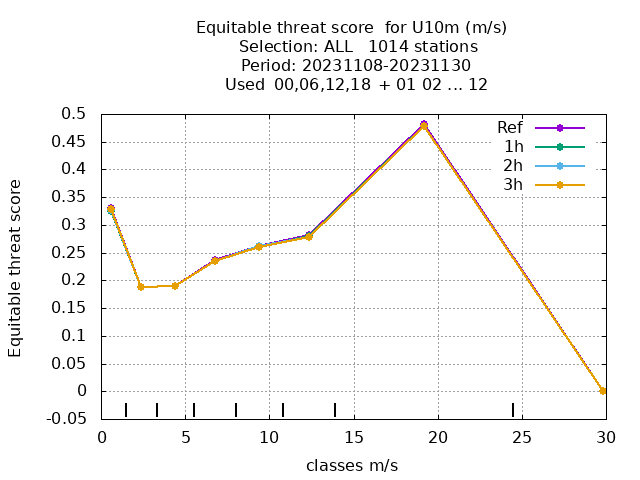 Equitable threat score  for U10m (m/s)
Selection: ALL   1014 stations
Period: 20231108-20231130
Used  00,06,12,18  + 01 02 ... 12
Ref
1h
2h
3h
Equitable threat score
0.5
0.45
0.4
0.35
0.3
0.25
0.2
0.15
0.1
0.05
0
-0.05
0 5 10 15 20 25 30
classes m/s